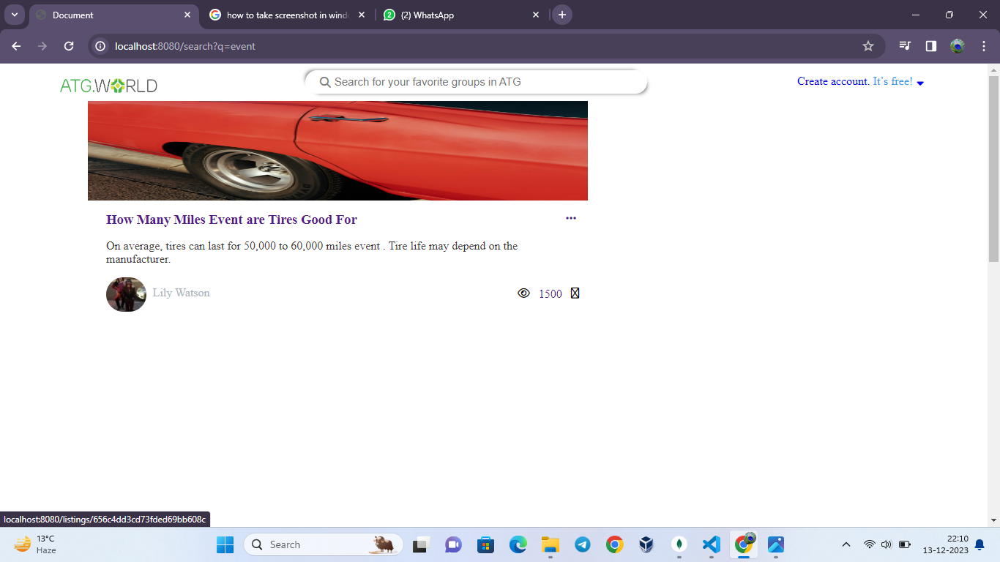 Document
how to take screenshot in wind
2
(2) WhatsApp
localhost:8080/search?q=event
ATG.WORLD
Search for your favorite groups in ATG
Create account. It's free!
How Many Miles Event are Tires Good For
On average, tires can last for 50,000 to 60,000 miles event . Tire life may depend on the
manufacturer.
Lily Watson
1500
localhost:8080/listings/656c4dd3cd73fded69bb608c
13°C
Haze
Search
22:10
13-12-2023